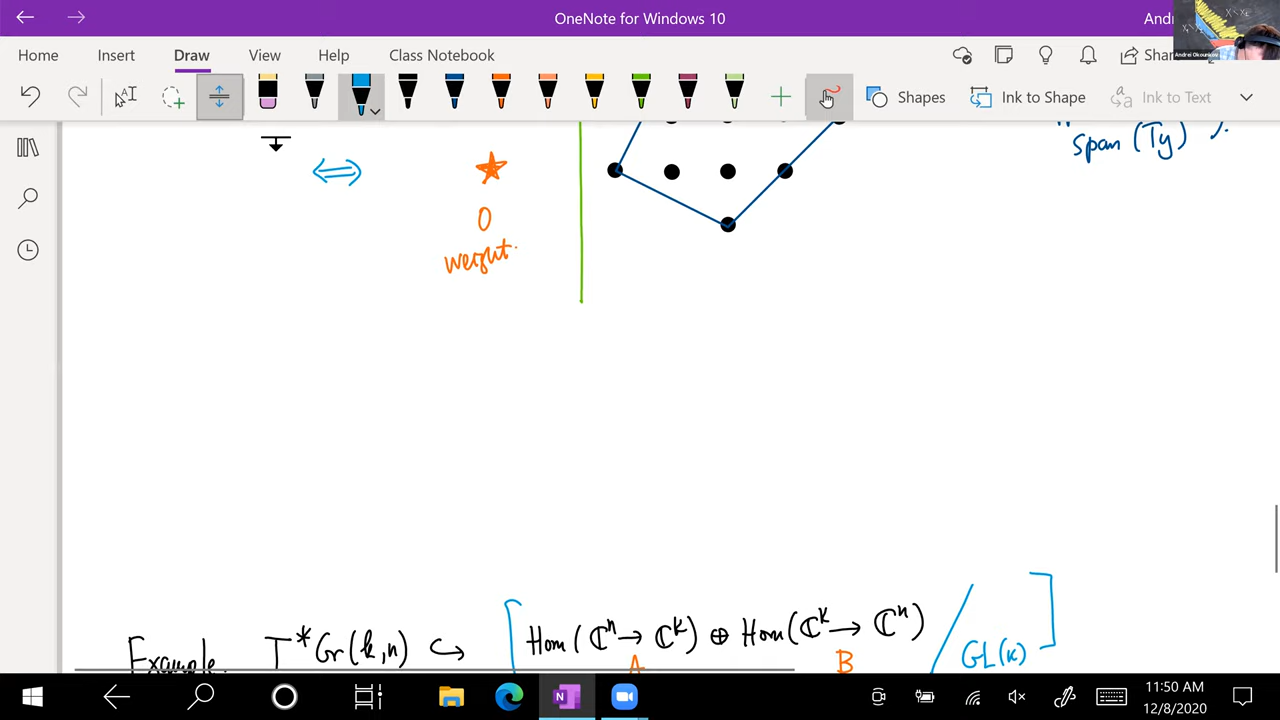 OneNote for Windows 10
Home Insert Draw View Help Class Notebook
Shapes Ink to Shape Ink to Text
span (Ty)
0
weight.
Example. T*Gr(k,n) ↪ [ Hom(ℂⁿ → ℂᵏ) ⊕ Hom(ℂᵏ → ℂⁿ) / GL(k) ]
A B
11:50 AM
12/8/2020